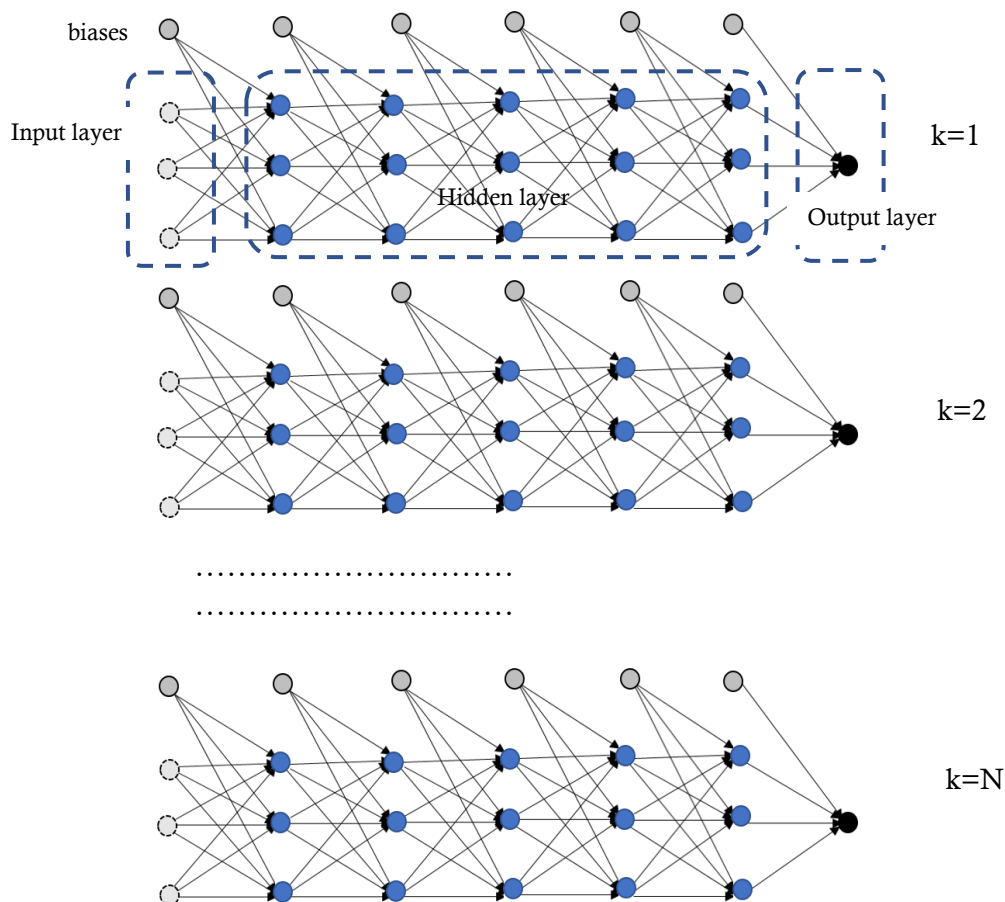 biases
Input layer
k=1
Hidden layer
Output layer
k=2
..............................
..............................
k=N